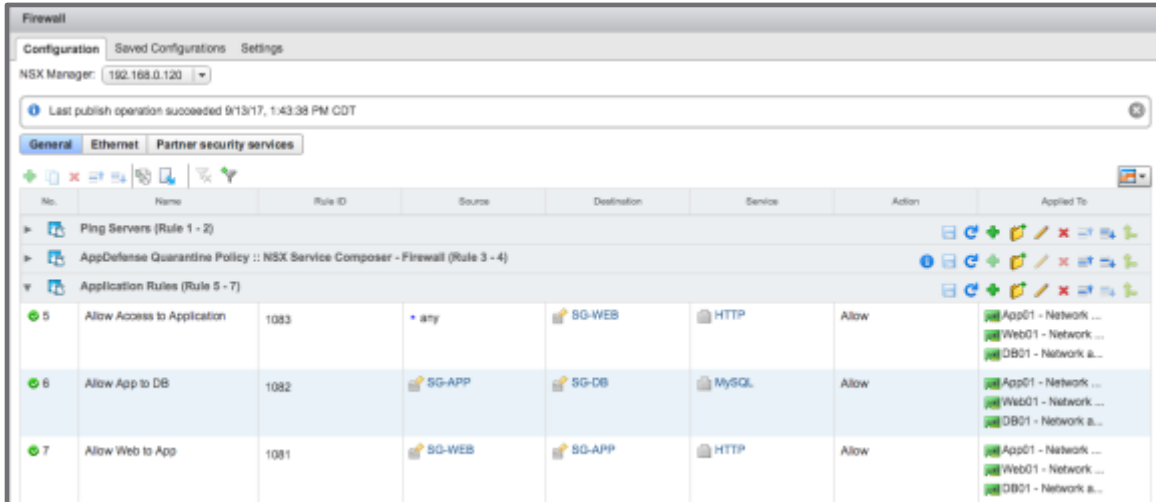 Firewall
Configuration Saved Configurations Settings
NSX Manager: 192.168.0.120
Last publish operation succeeded 9/13/17, 1:43:38 PM CDT
General Ethernet Partner security services
No. Name Rule ID Source Destination Service Action Applied To
Ping Servers (Rule 1 - 2)
AppDefense Quarantine Policy :: NSX Service Composer - Firewall (Rule 3 - 4)
Application Rules (Rule 5 - 7)
5 Allow Access to Application 1083 any SG-WEB HTTP Allow App01 - Network ...
Web01 - Network ...
DB01 - Network a...
6 Allow App to DB 1082 SG-APP SG-DB MySQL Allow App01 - Network ...
Web01 - Network ...
DB01 - Network a...
7 Allow Web to App 1081 SG-WEB SG-APP HTTP Allow App01 - Network ...
Web01 - Network ...
DB01 - Network a...